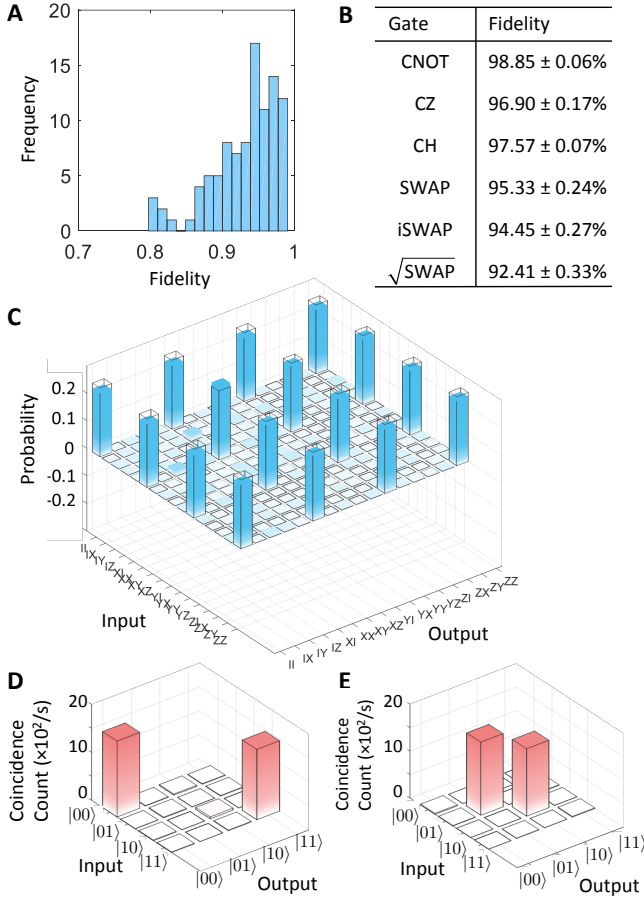 A
20
15
10
5
0
Frequency
0.7
0.8
0.9
1
Fidelity
B
Gate Fidelity
CNOT 98.85 ± 0.06%
CZ 96.90 ± 0.17%
CH 97.57 ± 0.07%
SWAP 95.33 ± 0.24%
iSWAP 94.45 ± 0.27%
√SWAP 92.41 ± 0.33%
C
0.2
0.1
0
-0.1
-0.2
Probability
II
IX
IY
IZ
ZZ
Input
II IX IY IZ XI XX XY XZ YI YX YY YZ ZI ZX ZY ZZ
Output
D
20
10
0
Coincidence
Count (×10²/s)
|00⟩
|01⟩
|10⟩
|11⟩
Input
|00⟩
|01⟩
|10⟩
|11⟩
Output
E
20
10
0
Coincidence
Count (×10²/s)
|00⟩
|01⟩
|10⟩
|11⟩
Input
|00⟩
|01⟩
|10⟩
|11⟩
Output